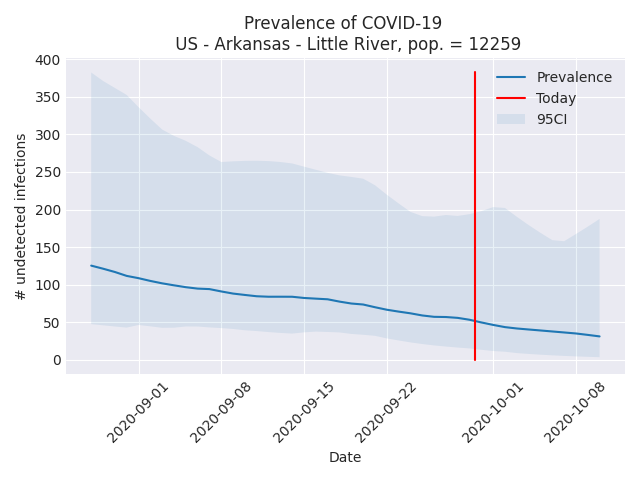 Prevalence of COVID-19
US - Arkansas - Little River, pop. = 12259
400
350
300
250
200
150
100
50
0
# undetected infections
Prevalence
Today
95CI
2020-09-01
2020-09-08
2020-09-15
2020-09-22
2020-10-01
2020-10-08
Date